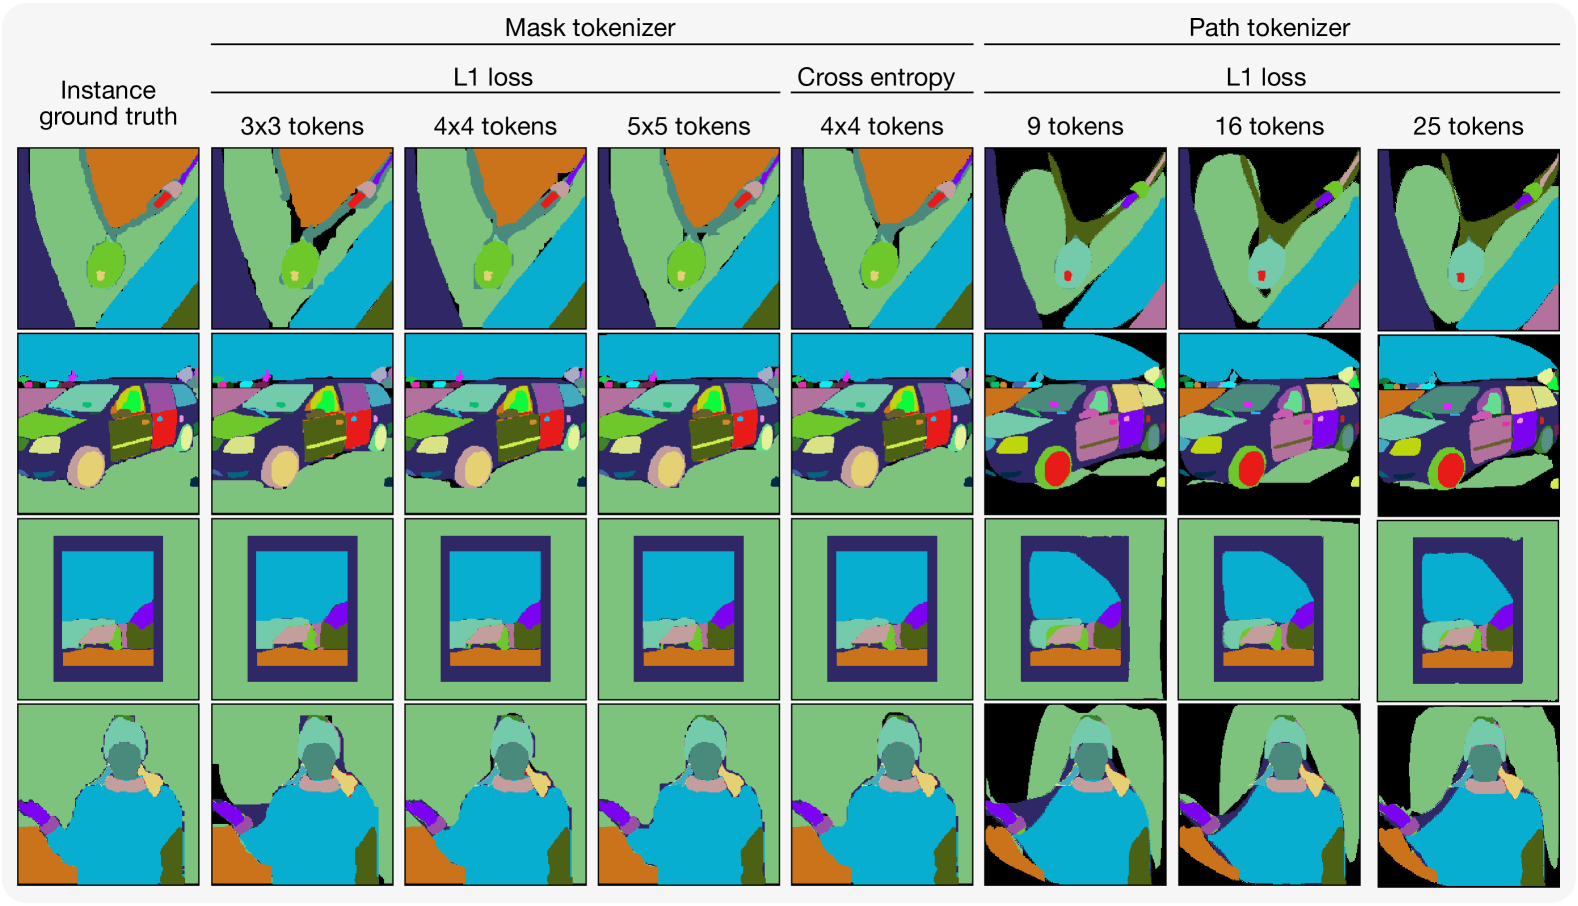 Mask tokenizer
Path tokenizer
Instance
ground truth
L1 loss
Cross entropy
L1 loss
3x3 tokens
4x4 tokens
5x5 tokens
4x4 tokens
9 tokens
16 tokens
25 tokens